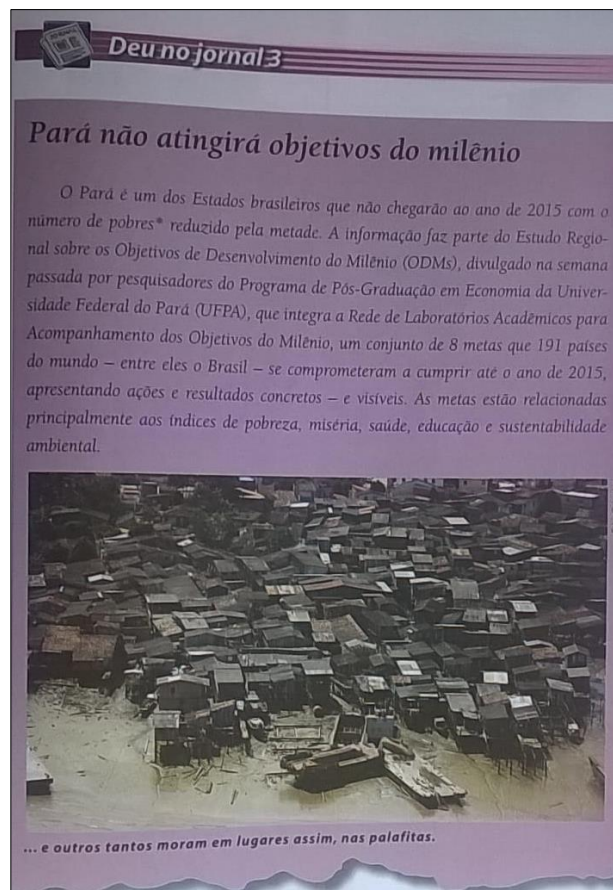 Deu no jornal 3
Pará não atingirá objetivos do milênio
O Pará é um dos Estados brasileiros que não chegarão ao ano de 2015 com o
número de pobres* reduzido pela metade. A informação faz parte do Estudo Regio-
nal sobre os Objetivos de Desenvolvimento do Milênio (ODMs), divulgado na semana
passada por pesquisadores do Programa de Pós-Graduação em Economia da Univer-
sidade Federal do Pará (UFPA), que integra a Rede de Laboratórios Acadêmicos para
Acompanhamento dos Objetivos do Milênio, um conjunto de 8 metas que 191 países
do mundo – entre eles o Brasil – se comprometeram a cumprir até o ano de 2015,
apresentando ações e resultados concretos – e visíveis. As metas estão relacionadas
principalmente aos índices de pobreza, miséria, saúde, educação e sustentabilidade
ambiental.
... e outros tantos moram em lugares assim, nas palafitas.